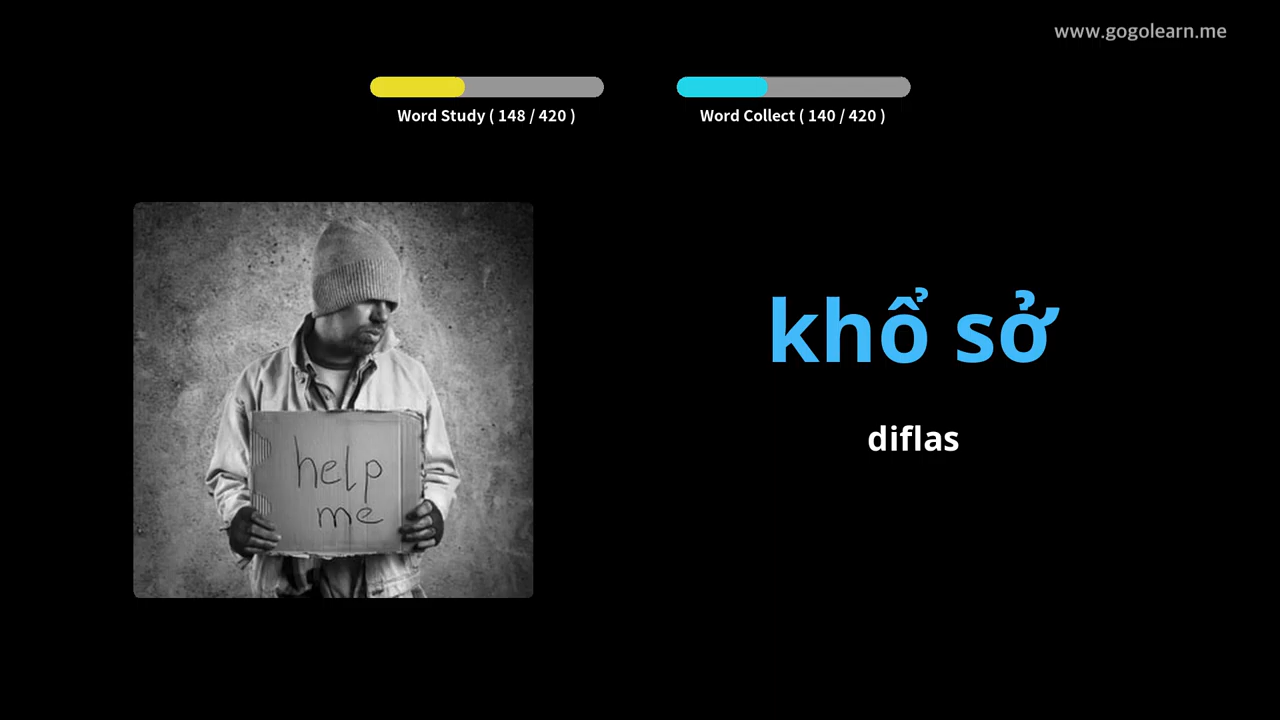 www.gogolearn.me
Word Study ( 148 / 420 )
Word Collect ( 140 / 420 )
khổ sở
diflas
help
me